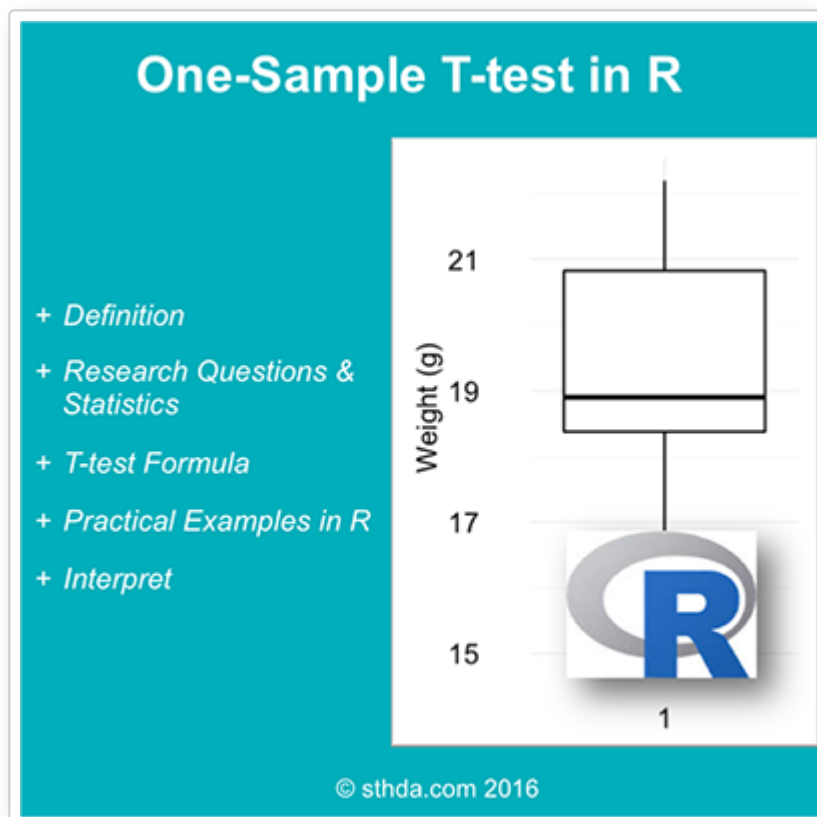 One-Sample T-test in R
+ Definition
+ Research Questions &
Statistics
+ T-test Formula
+ Practical Examples in R
+ Interpret
Weight (g)
21
19
17
15
R
1
© sthda.com 2016